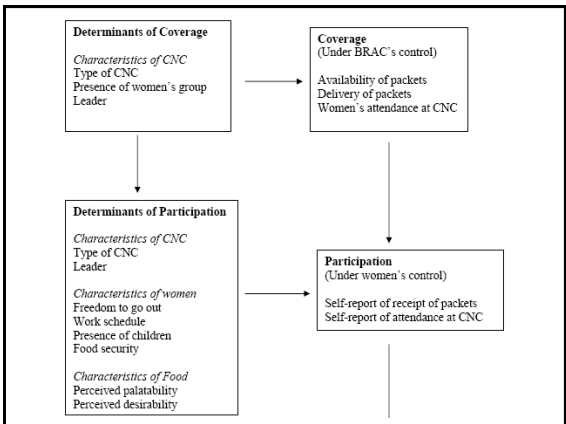 Determinants of Coverage
Characteristics of CNC
Type of CNC
Presence of women's group
Leader
Coverage
(Under BRAC's control)
Availability of packets
Delivery of packets
Women's attendance at CNC
Determinants of Participation
Characteristics of CNC
Type of CNC
Leader
Characteristics of women
Freedom to go out
Work schedule
Presence of children
Food security
Characteristics of Food
Perceived palatability
Perceived desirability
Participation
(Under women's control)
Self-report of receipt of packets
Self-report of attendance at CNC